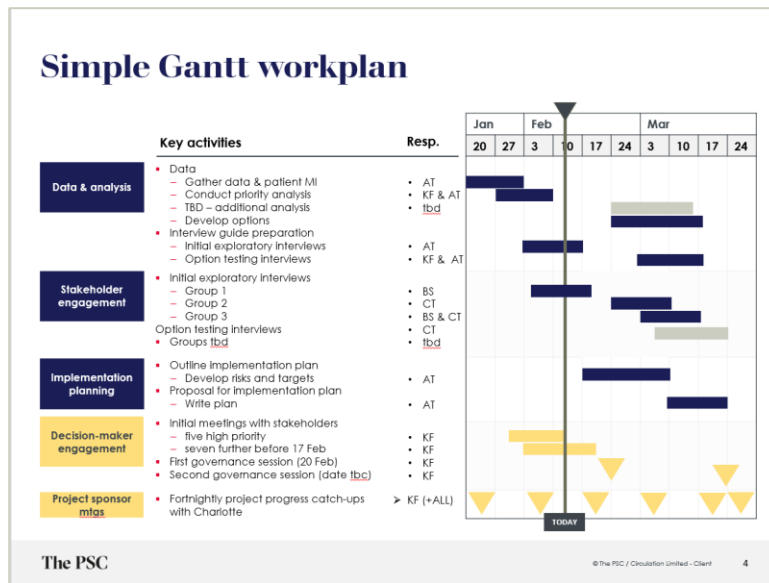 Simple Gantt workplan
Key activities
Resp.
Jan Feb Mar
20 27 3 10 17 24 3 10 17 24
Data & analysis
▪ Data
– Gather data & patient MI • AT
– Conduct priority analysis • KF & AT
– TBD – additional analysis • tbd
– Develop options
▪ Interview guide preparation
– Initial exploratory interviews • AT
– Option testing interviews • KF & AT
Stakeholder
engagement
▪ Initial exploratory interviews
– Group 1 • BS
– Group 2 • CT
– Group 3 • BS & CT
Option testing interviews • CT
▪ Groups tbd • tbd
Implementation
planning
▪ Outline implementation plan
– Develop risks and targets • AT
▪ Proposal for implementation plan
– Write plan • AT
Decision-maker
engagement
▪ Initial meetings with stakeholders
– five high priority • KF
– seven further before 17 Feb • KF
▪ First governance session (20 Feb) • KF
▪ Second governance session (date tbc) • KF
Project sponsor
mtgs
▪ Fortnightly project progress catch-ups ➢ KF (+ALL)
with Charlotte
TODAY
The PSC
© The PSC / Circulation Limited - Client
4